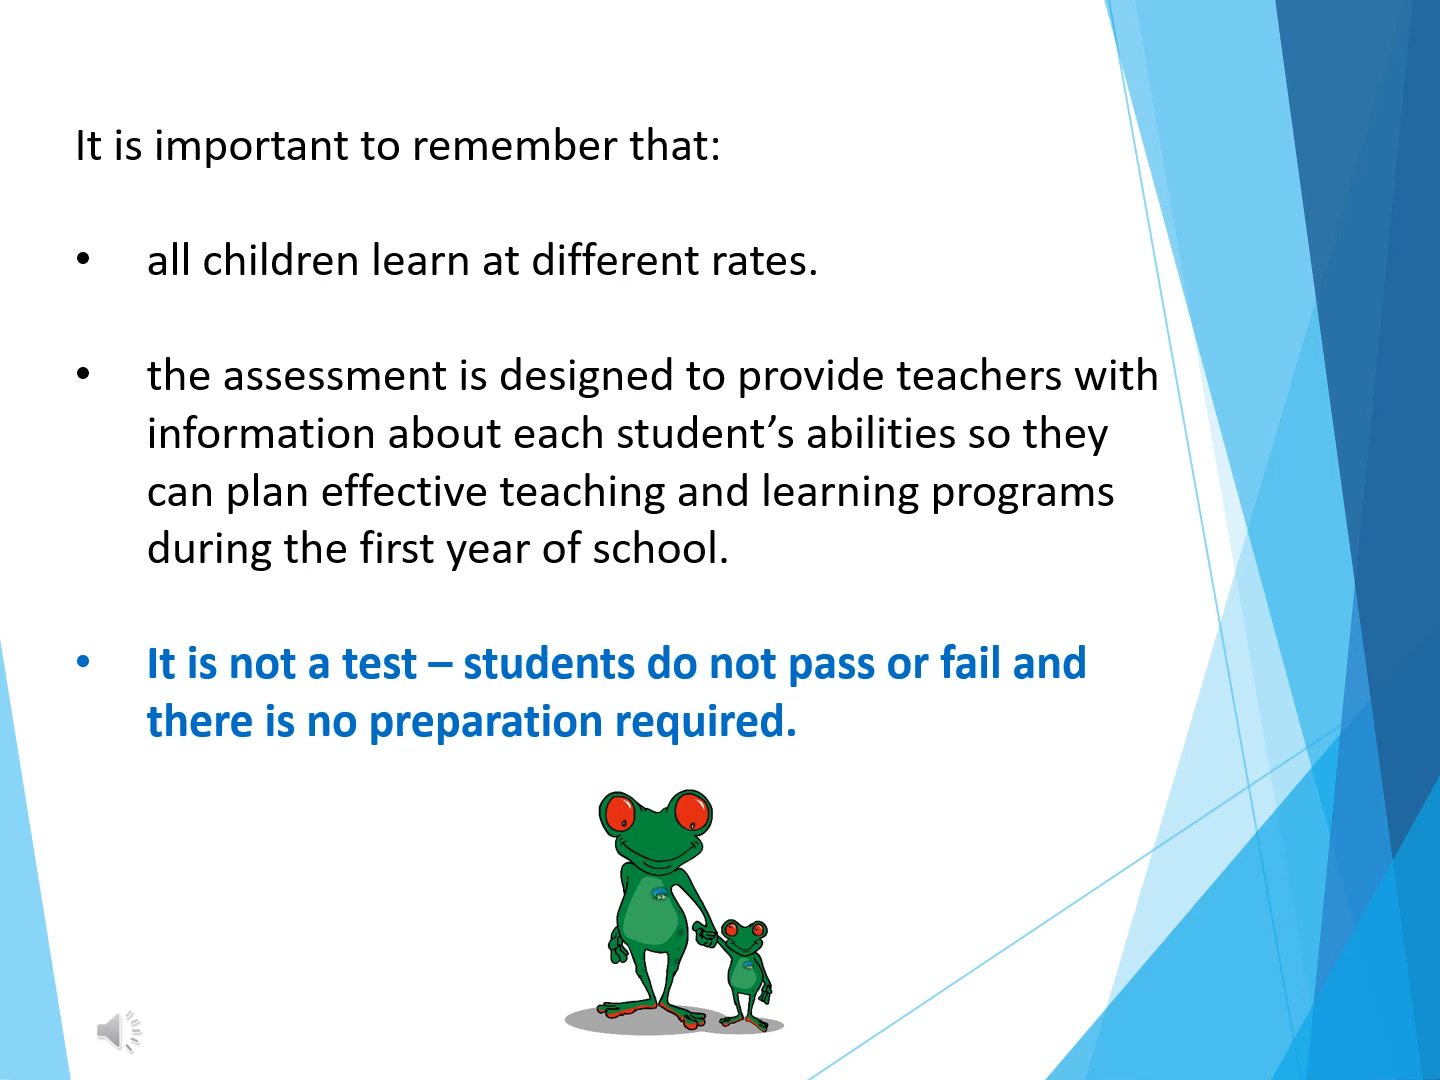 It is important to remember that:
• all children learn at different rates.
• the assessment is designed to provide teachers with
information about each student’s abilities so they
can plan effective teaching and learning programs
during the first year of school.
• It is not a test – students do not pass or fail and
there is no preparation required.